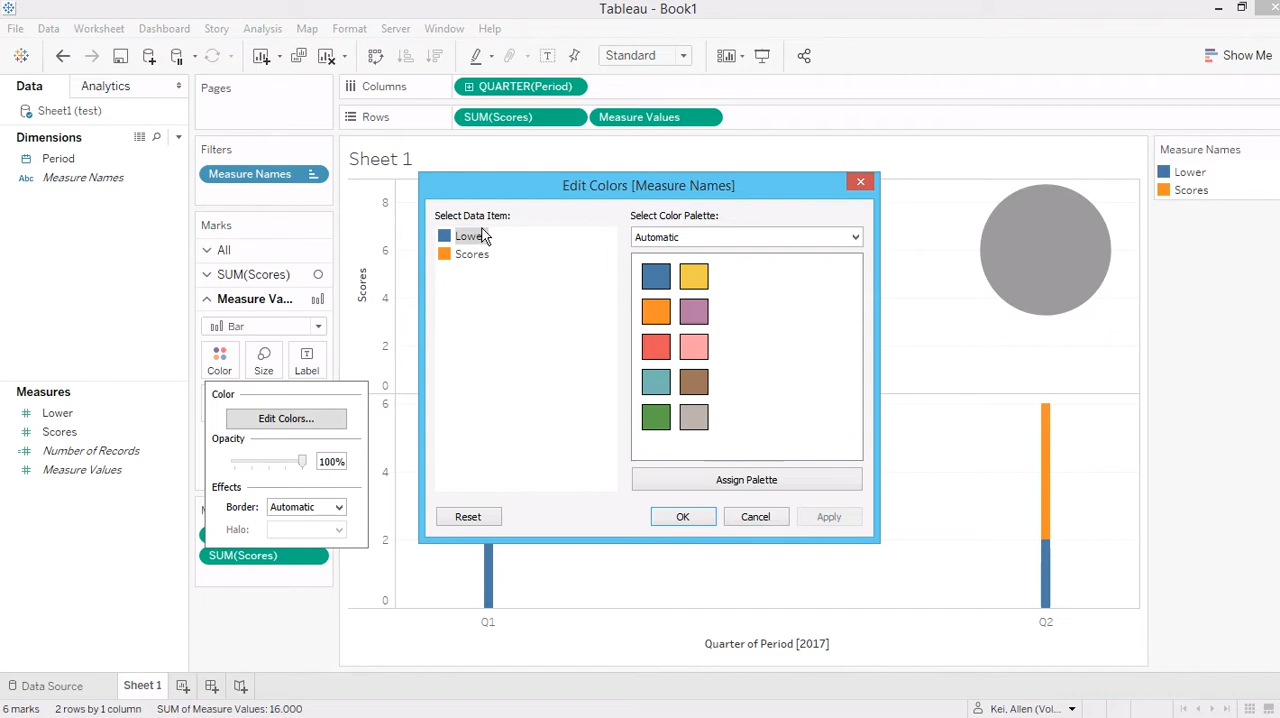 Tableau - Book1
File Data Worksheet Dashboard Story Analysis Map Format Server Window Help
Standard
Show Me
Data Analytics
Sheet1 (test)
Dimensions
Period
Abc Measure Names
Measures
Lower
Scores
Number of Records
Measure Values
Pages
Filters
Measure Names
Marks
All
SUM(Scores)
Measure Va...
Bar
Color Size Label
Color
Edit Colors...
Opacity
100%
Effects
Border: Automatic
Halo:
SUM(Scores)
Columns QUARTER(Period)
Rows SUM(Scores) Measure Values
Sheet 1
8
6
4
2
0
Scores
6
4
2
0
Q1 Q2
Quarter of Period [2017]
Edit Colors [Measure Names]
Select Data Item:
Scores
Select Color Palette:
Automatic
Assign Palette
Reset OK Cancel Apply
Measure Names
Lower
Scores
Data Source Sheet 1
6 marks 2 rows by 1 column SUM of Measure Values: 16.000
Kei. Allen (Vol...